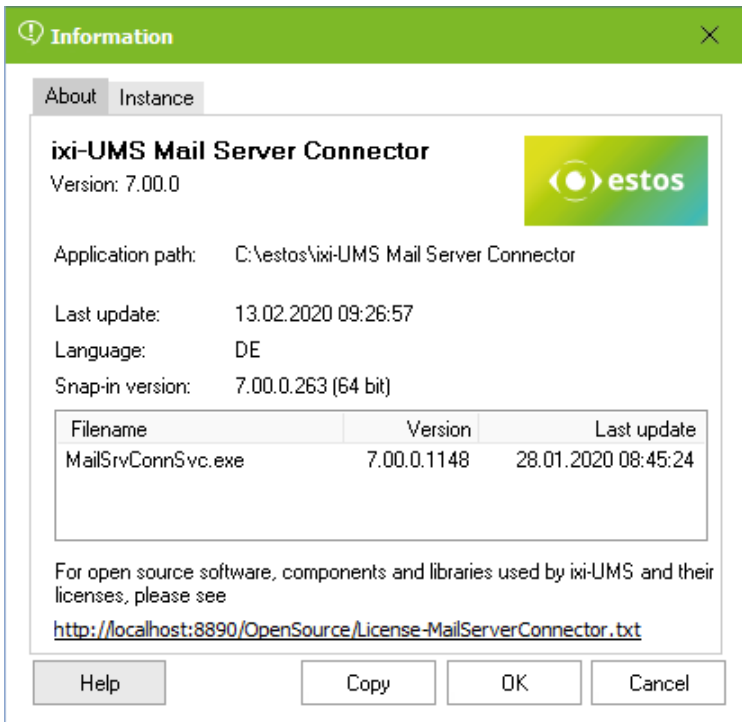 Information
About Instance
ixi-UMS Mail Server Connector
Version: 7.00.0
estos
Application path: C:\estos\ixi-UMS Mail Server Connector
Last update: 13.02.2020 09:26:57
Language: DE
Snap-in version: 7.00.0.263 (64 bit)
Filename Version Last update
MailSrvConnSvc.exe 7.00.0.1148 28.01.2020 08:45:24
For open source software, components and libraries used by ixi-UMS and their
licenses, please see
http://localhost:8890/OpenSource/License-MailServerConnector.txt
Help Copy OK Cancel